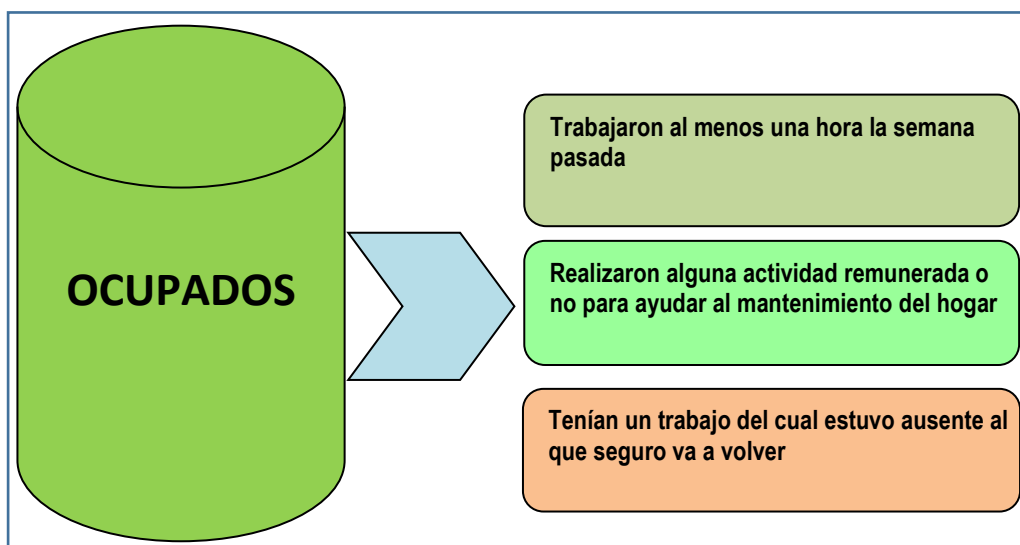 OCUPADOS
Trabajaron al menos una hora la semana
pasada
Realizaron alguna actividad remunerada o
no para ayudar al mantenimiento del hogar
Tenían un trabajo del cual estuvo ausente al
que seguro va a volver